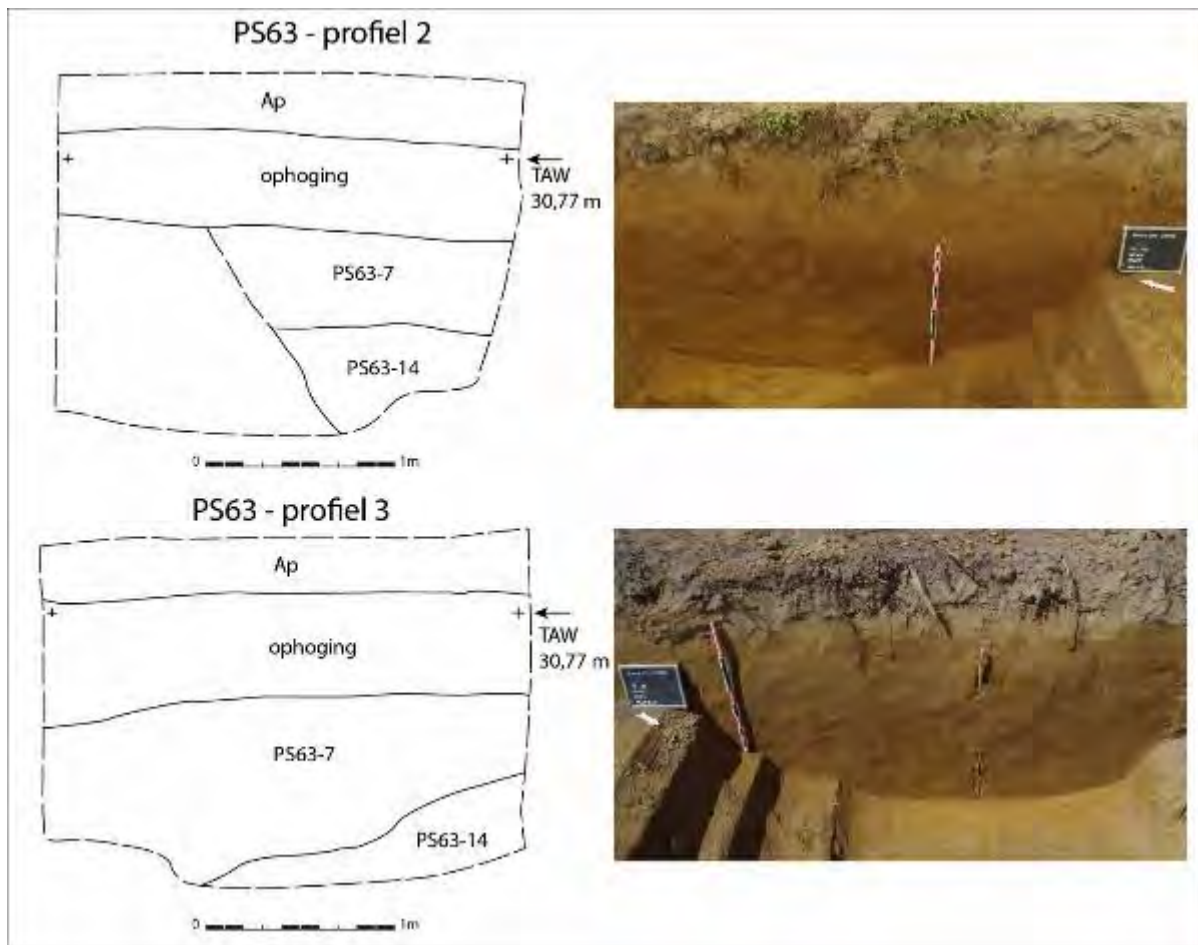 PS63 - profiel 2
Ap
ophoging
TAW
30,77 m
PS63-7
PS63-14
0 1m
PS63 - profiel 3
Ap
ophoging
TAW
30,77 m
PS63-7
PS63-14
0 1m